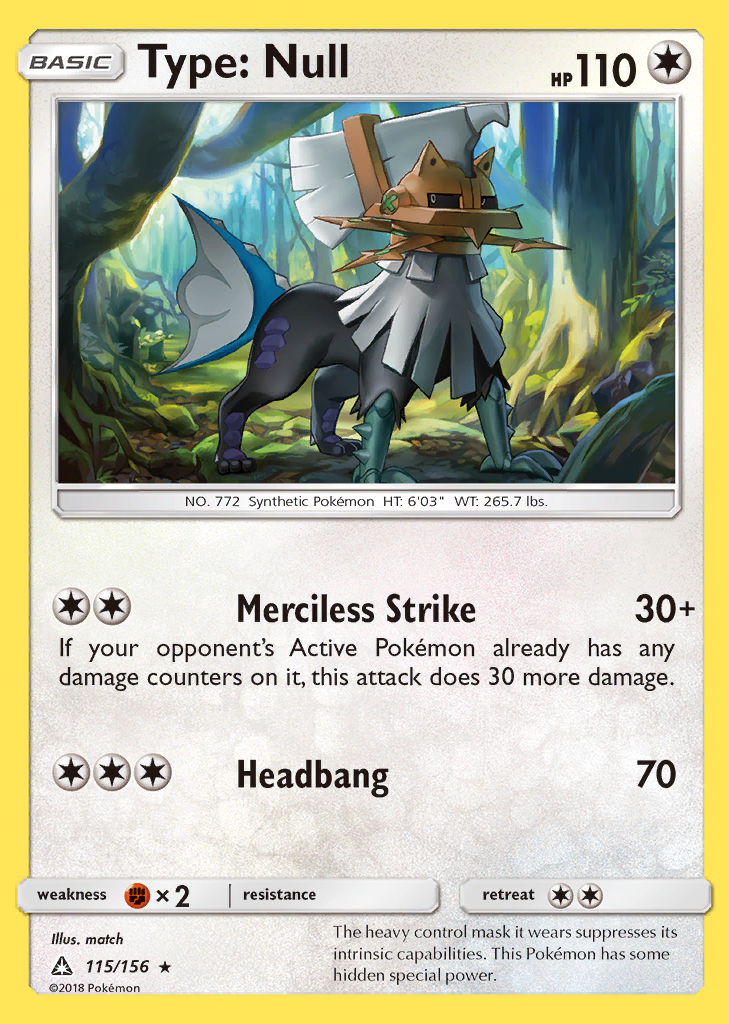 BASIC Type: Null HP 110
NO. 772 Synthetic Pokémon HT: 6'03" WT: 265.7 lbs.
Merciless Strike 30+
If your opponent's Active Pokémon already has any
damage counters on it, this attack does 30 more damage.
Headbang 70
weakness ×2 resistance retreat
Illus. match
115/156 ★
©2018 Pokémon
The heavy control mask it wears suppresses its
intrinsic capabilities. This Pokémon has some
hidden special power.